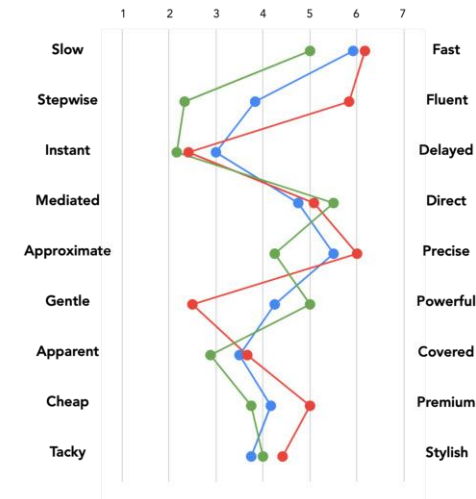 1 2 3 4 5 6 7
Slow Fast
Stepwise Fluent
Instant Delayed
Mediated Direct
Approximate Precise
Gentle Powerful
Apparent Covered
Cheap Premium
Tacky Stylish